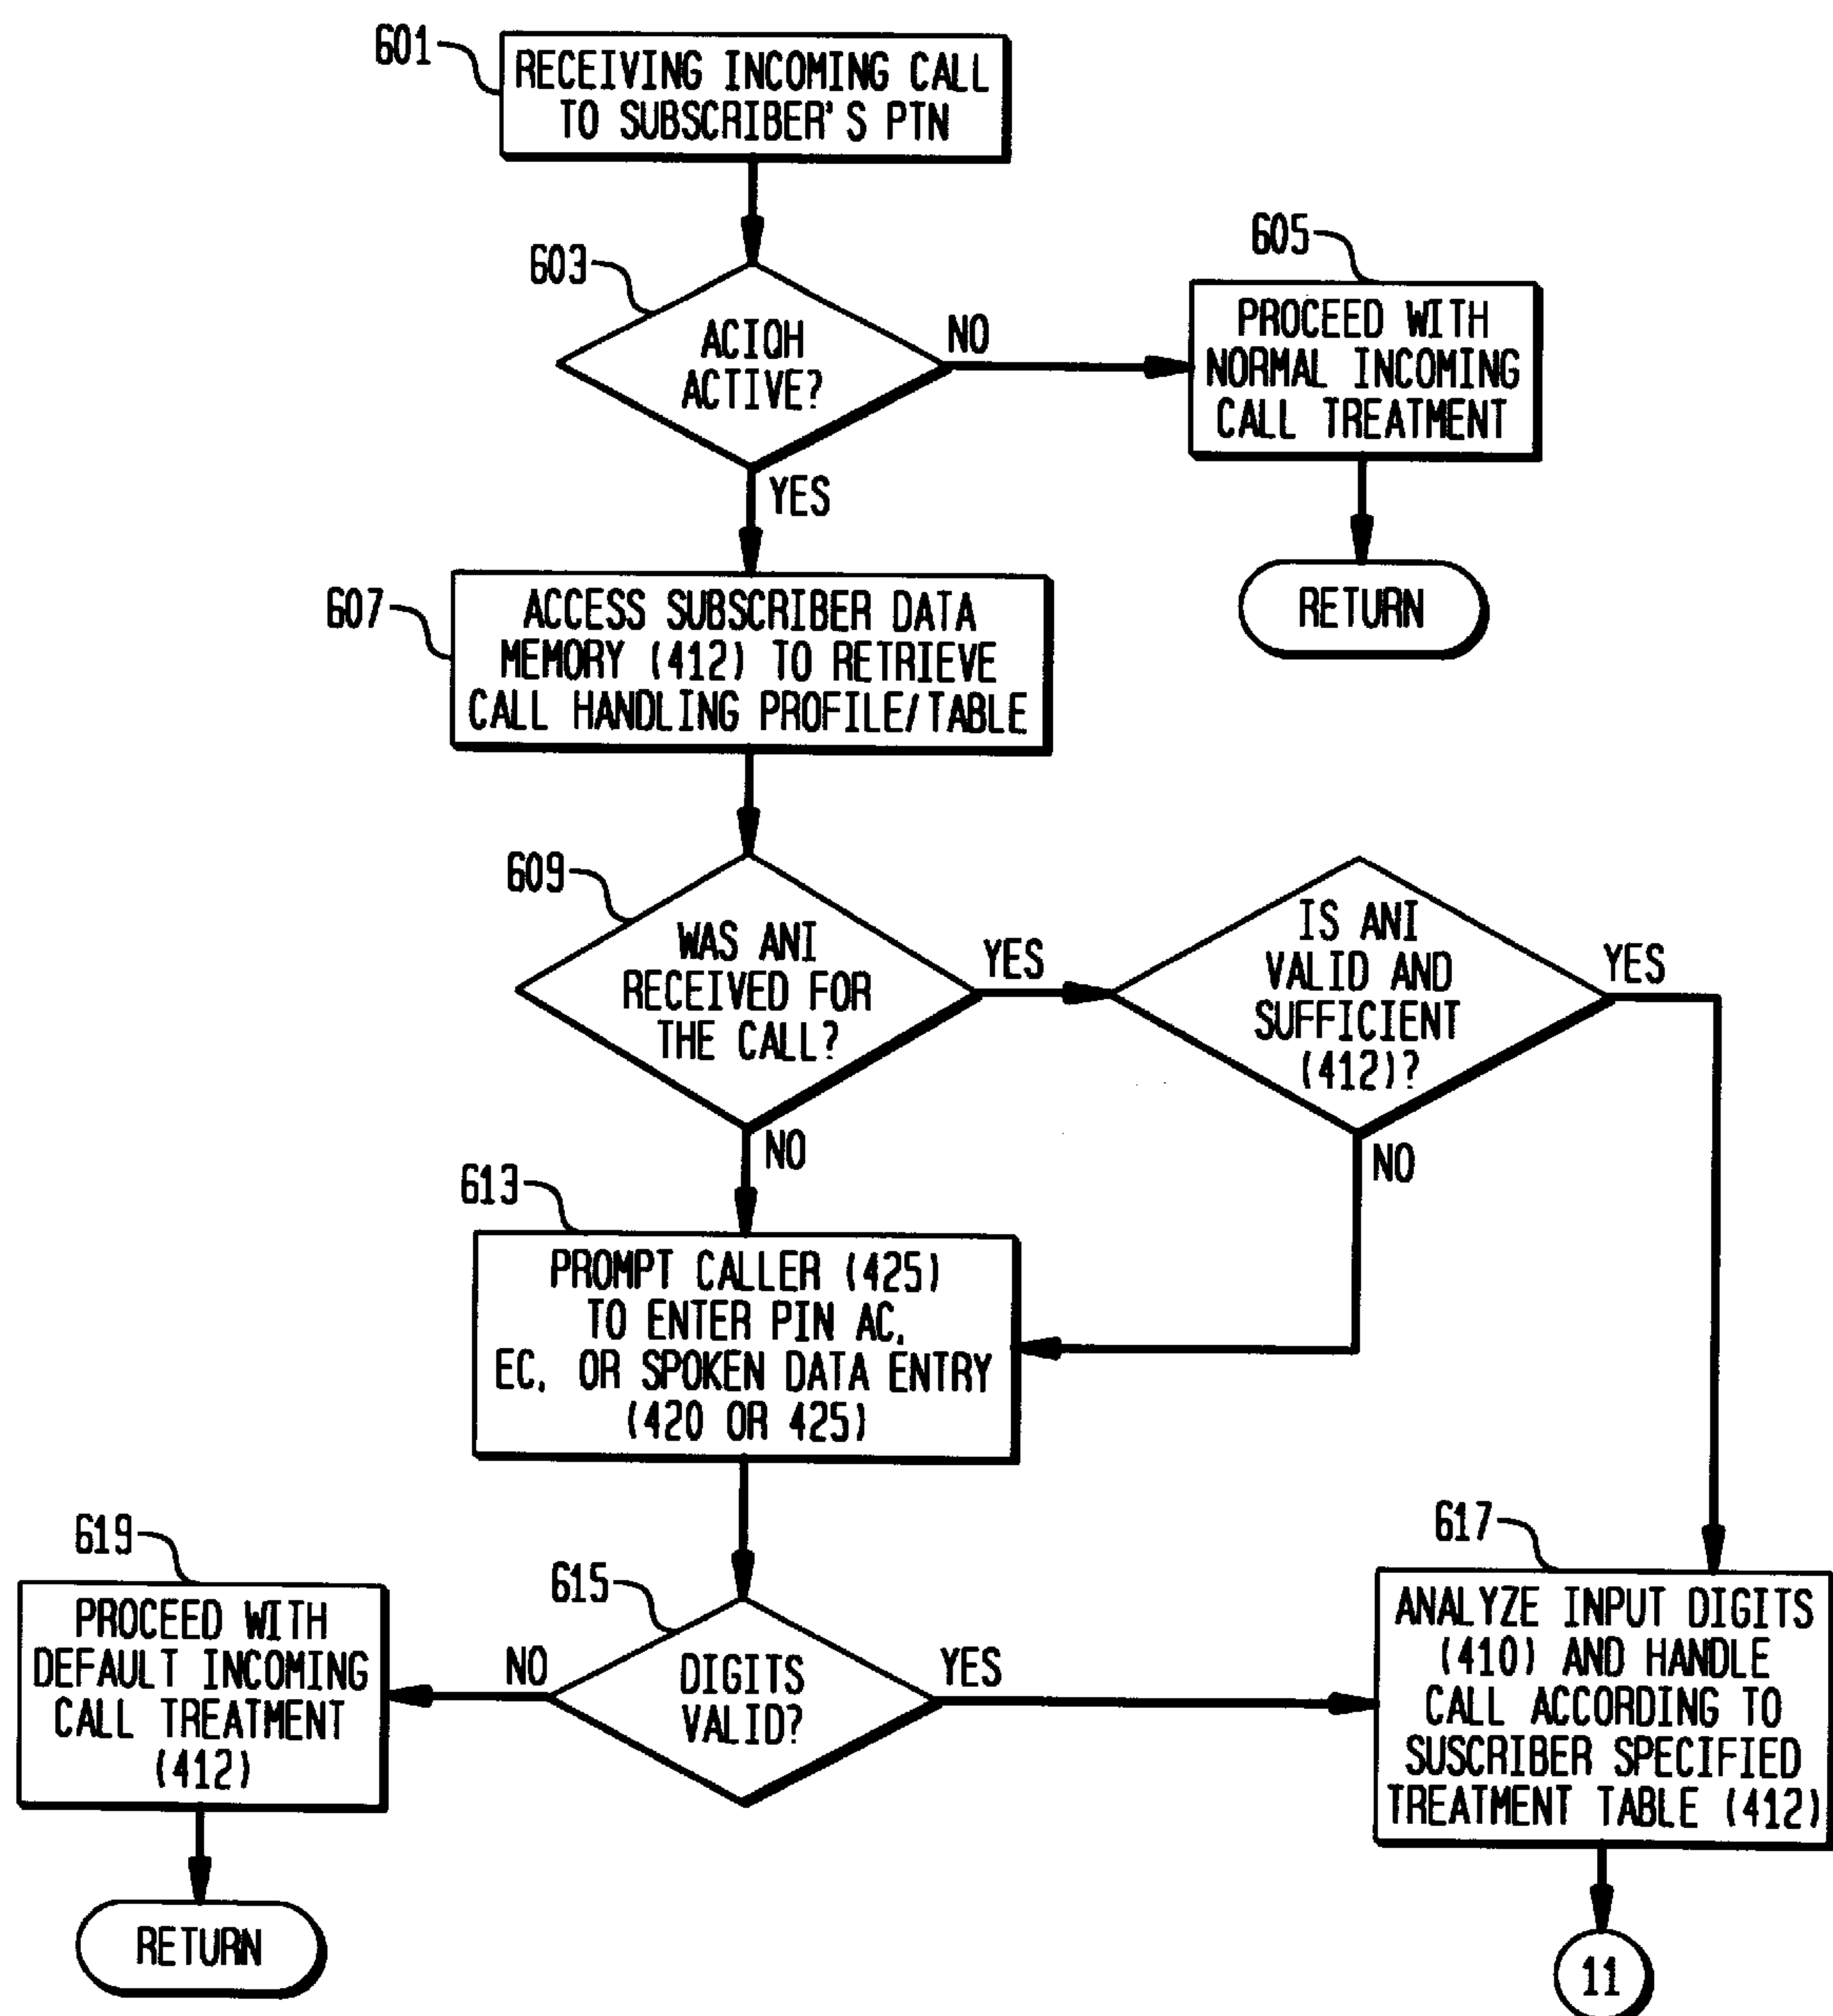 601
RECEIVING INCOMING CALL
TO SUBSCRIBER'S PTN
603
ACIQH
ACTIVE?
NO
YES
605
PROCEED WITH
NORMAL INCOMING
CALL TREATMENT
RETURN
607
ACCESS SUBSCRIBER DATA
MEMORY (412) TO RETRIEVE
CALL HANDLING PROFILE/TABLE
609
WAS ANI
RECEIVED FOR
THE CALL?
YES
NO
IS ANI
VALID AND
SUFFICIENT
(412)?
YES
NO
613
PROMPT CALLER (425)
TO ENTER PIN AC,
EC, OR SPOKEN DATA ENTRY
(420 OR 425)
615
DIGITS
VALID?
NO
YES
619
PROCEED WITH
DEFAULT INCOMING
CALL TREATMENT
(412)
RETURN
617
ANALYZE INPUT DIGITS
(410) AND HANDLE
CALL ACCORDING TO
SUSCRIBER SPECIFIED
TREATMENT TABLE (412)
11